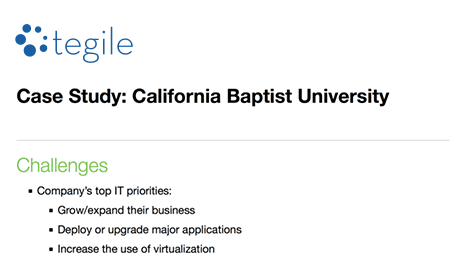 tegile
Case Study: California Baptist University
Challenges
▪ Company's top IT priorities:
▪ Grow/expand their business
▪ Deploy or upgrade major applications
▪ Increase the use of virtualization